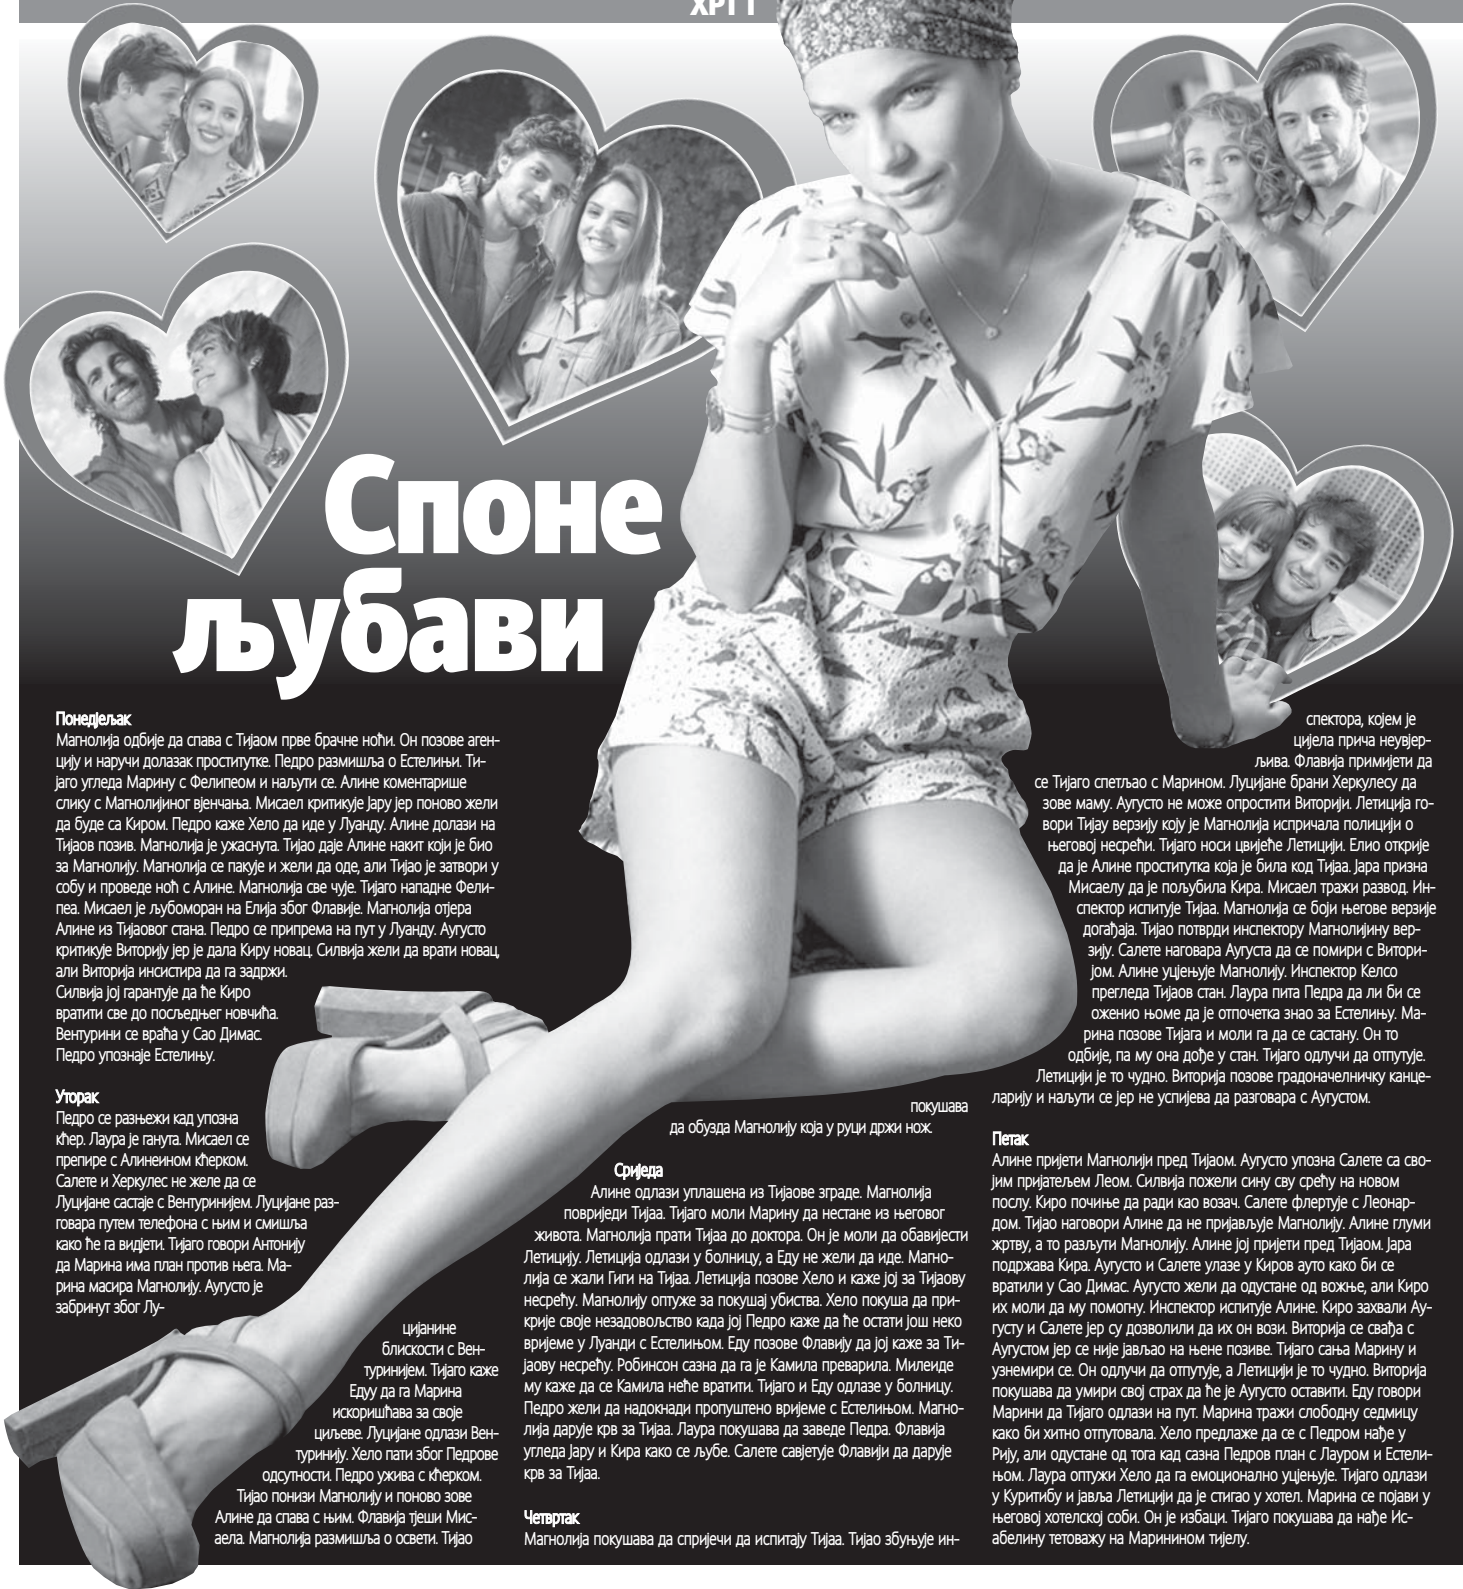 ХРТ 1
Споне
љубави
Понедјељак
Магнолија одбије да спава с Тијаом прве брачне ноћи. Он позове аген-
цију и наручи долазак проститутке. Педро размишља о Естелињи. Ти-
јаго угледа Марину с Фелипеом и наљути се. Алине коментарише
слику с Магнолијиног вјенчања. Мисаел критикује Јару јер поново жели
да буде са Киром. Педро каже Хело да иде у Луанду. Алине долази на
Тијаов позив. Магнолија је ужаснута. Тијао даје Алине накит који је био
за Магнолију. Магнолија се пакује и жели да оде, али Тијао је затвори у
собу и проведе ноћ с Алине. Магнолија све чује. Тијаго нападне Фели-
пеа. Мисаел је љубоморан на Елија због Флавије. Магнолија отјера
Алине из Тијаовог стана. Педро се припрема на пут у Луанду. Аугусто
критикује Виторију јер је дала Киру новац. Силвија жели да врати новац,
али Виторија инсистира да га задржи.
Силвија јој гарантује да ће Киро
вратити све до посљедњег новчића.
Вентурини се враћа у Сао Димас.
Педро упознаје Естелињу.
Уторак
Педро се разњежи кад упозна
кћер. Лаура је ганута. Мисаел се
препире с Алинеином кћерком.
Салете и Херкулес не желе да се
Луцијане састаје с Вентуринијем. Луцијане раз-
говара путем телефона с њим и смишља
како ће га видјети. Тијаго говори Антонију
да Марина има план против њега. Ма-
рина масира Магнолију. Аугусто је
забринут због Лу-
цијанине
блискости с Вен-
туринијем. Тијаго каже
Едуу да га Марина
искоришћава за своје
циљеве. Луцијане одлази Вен-
туринију. Хело пати због Педрове
одсутности. Педро ужива с кћерком.
Тијао понизи Магнолију и поново зове
Алине да спава с њим. Флавија тјеши Мис-
аела. Магнолија размишља о освети. Тијао
покушава
да обузда Магнолију која у руци држи нож.
Сриједа
Алине одлази уплашена из Тијаове зграде. Магнолија
повриједи Тијаа. Тијаго моли Марину да нестане из његовог
живота. Магнолија прати Тијаа до доктора. Он је моли да обавијести
Летицију. Летиција одлази у болницу, а Еду не жели да иде. Магно-
лија се жали Гиги на Тијаа. Летиција позове Хело и каже јој за Тијаову
несрећу. Магнолију оптуже за покушај убиства. Хело покуша да при-
крије своје незадовољство када јој Педро каже да ће остати још неко
вријеме у Луанди с Естелињом. Еду позове Флавију да јој каже за Ти-
јаову несрећу. Робинсон сазна да га је Камила преварила. Милеиде
му каже да се Камила неће вратити. Тијаго и Еду одлазе у болницу.
Педро жели да надокнади пропуштено вријеме с Естелињом. Магно-
лија дарује крв за Тијаа. Лаура покушава да заведе Педра. Флавија
угледа Јару и Кира како се љубе. Салете савјетује Флавији да дарује
крв за Тијаа.
Четвртак
Магнолија покушава да спријечи да испитају Тијаа. Тијао збуњује ин-
спектора, којем је
цијела прича неувјер-
љива. Флавија примијети да
се Тијаго спетљао с Марином. Луцијане брани Херкулесу да
зове маму. Аугусто не може опростити Виторији. Летиција го-
вори Тијау верзију коју је Магнолија испричала полицији о
његовој несрећи. Тијаго носи цвијеће Летицији. Елио открије
да је Алине проститутка која је била код Тијаа. Јара призна
Мисаелу да је пољубила Кира. Мисаел тражи развод. Ин-
спектор испитује Тијаа. Магнолија се боји његове верзије
догађаја. Тијао потврди инспектору Магнолијину вер-
зију. Салете наговара Аугуста да се помири с Витори-
јом. Алине уцјењује Магнолију. Инспектор Келсо
прегледа Тијаов стан. Лаура пита Педра да ли би се
оженио њоме да је отпочетка знао за Естелињу. Ма-
рина позове Тијага и моли га да се састану. Он то
одбије, па му она дође у стан. Тијаго одлучи да отпутује.
Летицији је то чудно. Виторија позове градоначелничку канце-
ларију и наљути се јер не успијева да разговара с Аугустом.
Петак
Алине пријети Магнолији пред Тијаом. Аугусто упозна Салете са сво-
јим пријатељем Леом. Силвија пожели сину сву срећу на новом
послу. Киро почиње да ради као возач. Салете флертује с Леонар-
дом. Тијао наговори Алине да не пријављује Магнолију. Алине глуми
жртву, а то разљути Магнолију. Алине јој пријети пред Тијаом. Јара
подржава Кира. Аугусто и Салете улазе у Киров ауто како би се
вратили у Сао Димас. Аугусто жели да одустане од вожње, али Киро
их моли да му помогну. Инспектор испитује Алине. Киро захвали Ау-
густу и Салете јер су дозволили да их он вози. Виторија се свађа с
Аугустом јер се није јављао на њене позиве. Тијаго сања Марину и
узнемири се. Он одлучи да отпутује, а Летицији је то чудно. Виторија
покушава да умири свој страх да ће је Аугусто оставити. Еду говори
Марини да Тијаго одлази на пут. Марина тражи слободну седмицу
како би хитно отпутовала. Хело предлаже да се с Педром нађе у
Рију, али одустане од тога кад сазна Педров план с Лауром и Естели-
њом. Лаура оптужи Хело да га емоционално уцјењује. Тијаго одлази
у Куритибу и јавља Летицији да је стигао у хотел. Марина се појави у
његовој хотелској соби. Он је избаци. Тијаго покушава да нађе Ис-
абелину тетоважу на Маринином тијелу.